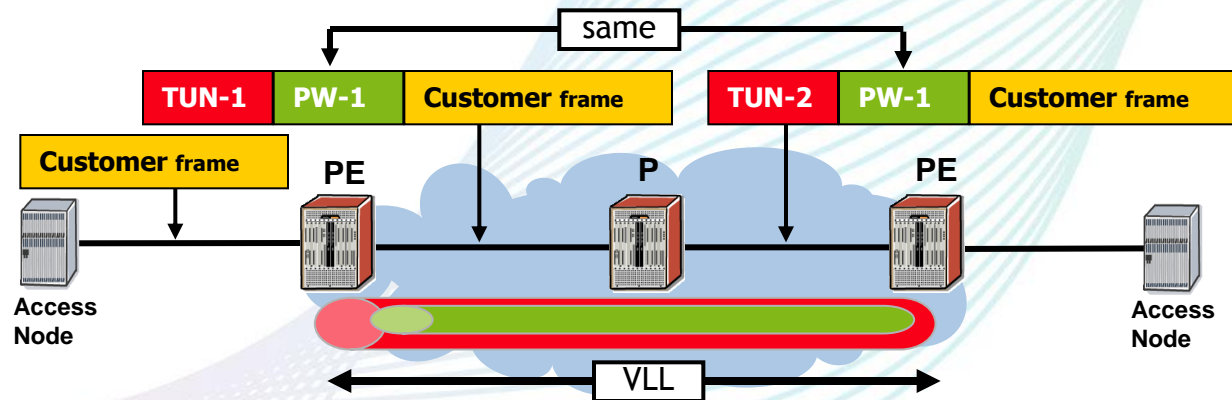 same
TUN-1 PW-1 Customer frame
TUN-2 PW-1 Customer frame
Customer frame
PE
P
PE
Access
Node
Access
Node
VLL